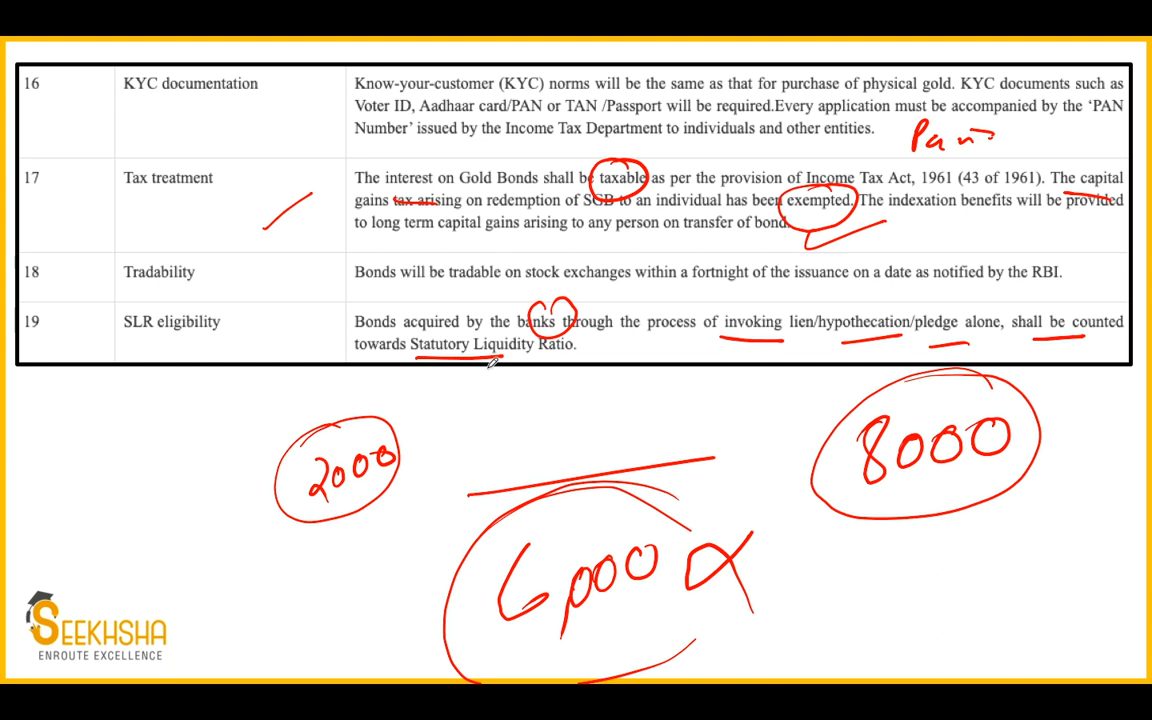 16 KYC documentation Know-your-customer (KYC) norms will be the same as that for purchase of physical gold. KYC documents such as
Voter ID, Aadhaar card/PAN or TAN /Passport will be required.Every application must be accompanied by the ‘PAN
Number’ issued by the Income Tax Department to individuals and other entities.
Pan
17 Tax treatment The interest on Gold Bonds shall be taxable as per the provision of Income Tax Act, 1961 (43 of 1961). The capital
gains tax arising on redemption of SGB to an individual has been exempted. The indexation benefits will be provided
to long term capital gains arising to any person on transfer of bond.
18 Tradability Bonds will be tradable on stock exchanges within a fortnight of the issuance on a date as notified by the RBI.
19 SLR eligibility Bonds acquired by the banks through the process of invoking lien/hypothecation/pledge alone, shall be counted
towards Statutory Liquidity Ratio.
2000 8000
6,000
SEEKHSHA
ENROUTE EXCELLENCE